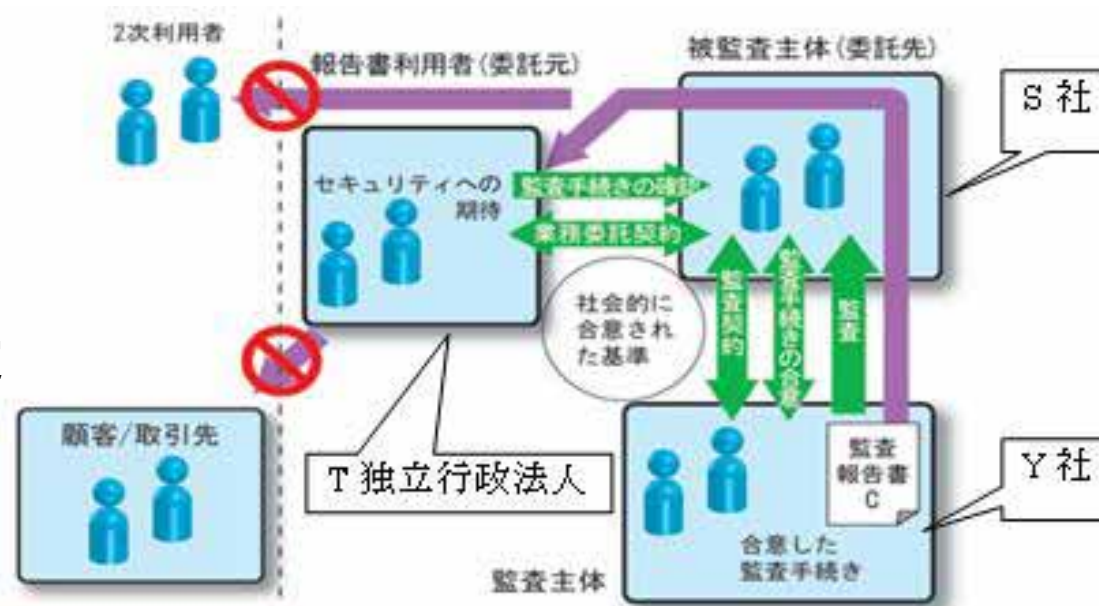 2次利用者
報告書利用者(委託元)
被監査主体(委託先)
S社
セキュリティへの
期待
監査手続きの確認
業務委託契約
社会的に
合意され
た基準
監査契約
監査手続きの合意
監査
顧客/取引先
T独立行政法人
監査
報告書
C
Y社
合意した
監査手続き
監査主体